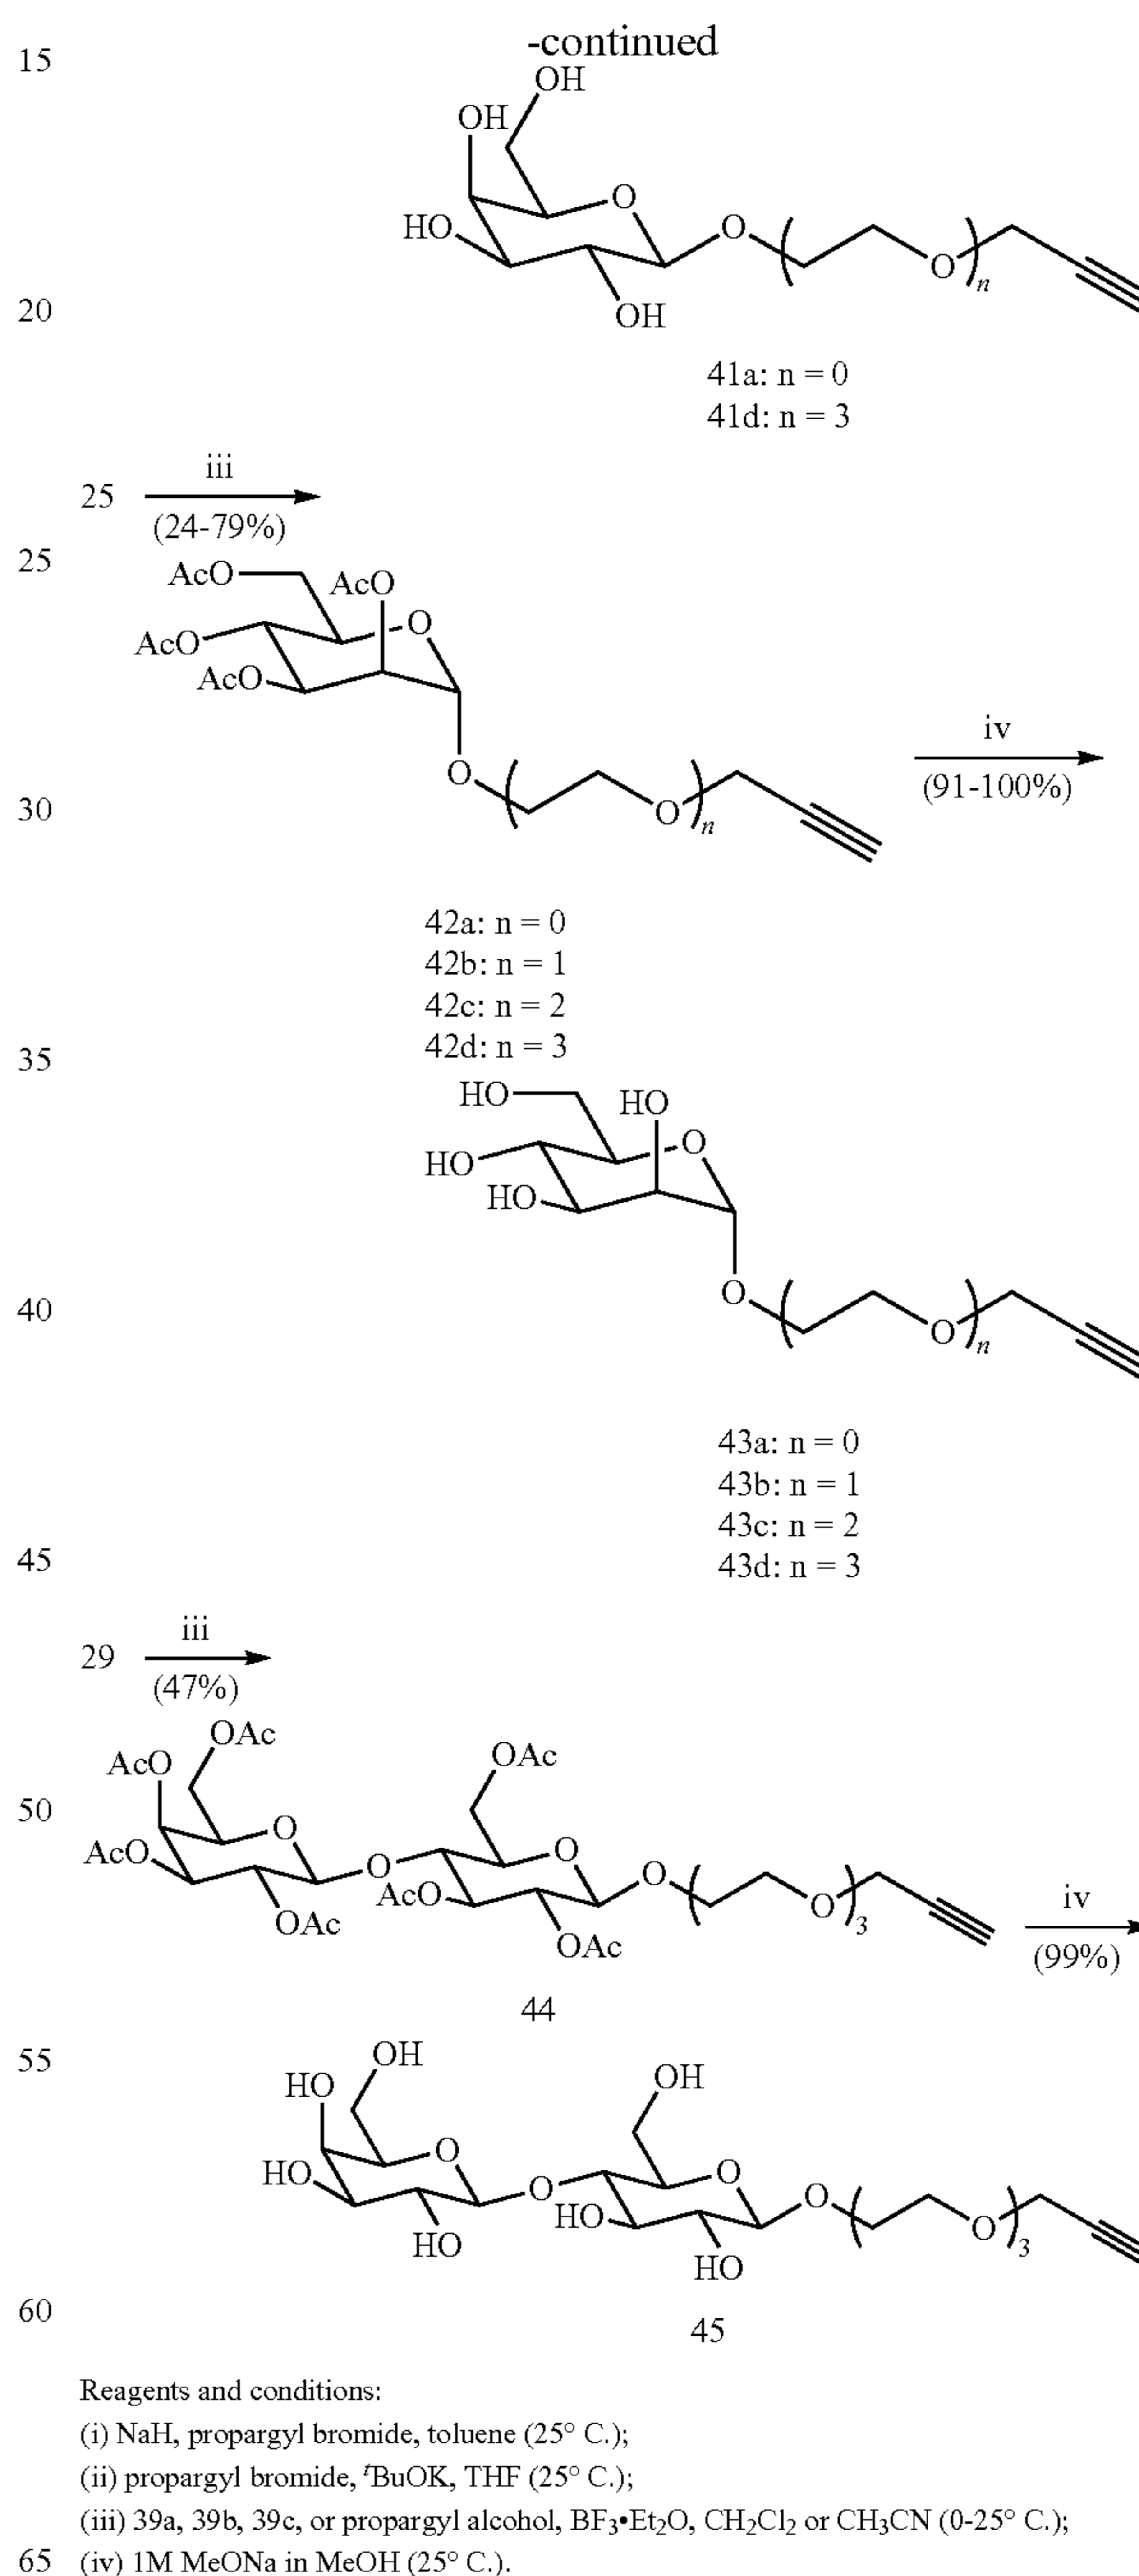 15
-continued
OH
OH
O
HO
O
O
n
20
OH
41a: n = 0
41d: n = 3
iii
25
(24-79%)
25
AcO
AcO
O
AcO
AcO
iv
O
(91-100%)
30
O
n
42a: n = 0
42b: n = 1
42c: n = 2
42d: n = 3
35
HO
HO
O
HO
HO
O
40
O
n
43a: n = 0
43b: n = 1
43c: n = 2
43d: n = 3
45
iii
29
(47%)
OAc
AcO
OAc
50
O
O
AcO
O
O
AcO
O
3
OAc
OAc
iv
(99%)
44
55
OH
HO
OH
O
O
HO
O
O
HO
O
3
HO
HO
60
45
Reagents and conditions:
(i) NaH, propargyl bromide, toluene (25° C.);
(ii) propargyl bromide, ᵗBuOK, THF (25° C.);
(iii) 39a, 39b, 39c, or propargyl alcohol, BF₃•Et₂O, CH₂Cl₂ or CH₃CN (0-25° C.);
65 (iv) 1M MeONa in MeOH (25° C.).